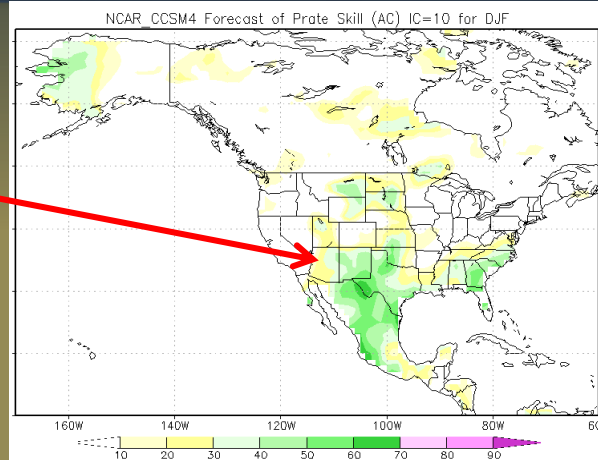 NCAR_CCSM4 Forecast of Prate Skill (AC) IC=10 for DJF
160W 140W 120W 100W 80W 60
10 20 30 40 50 60 70 80 90